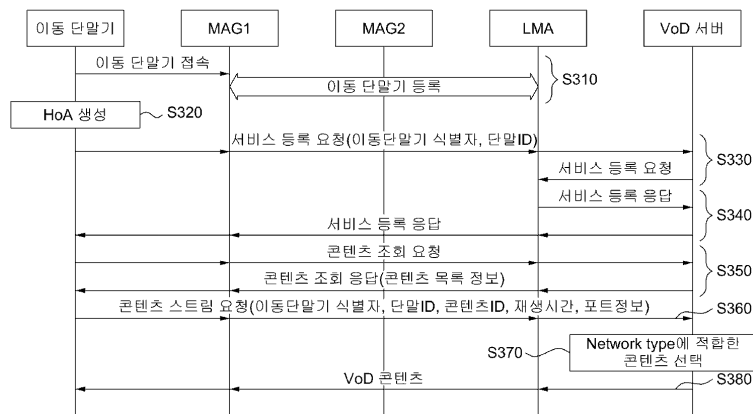 이동 단말기
MAG1
MAG2
LMA
VoD 서버
이동 단말기 접속
이동 단말기 등록
S310
HoA 생성
S320
서비스 등록 요청(이동단말기 식별자, 단말ID)
S330
서비스 등록 요청
서비스 등록 응답
S340
서비스 등록 응답
콘텐츠 조회 요청
S350
콘텐츠 조회 응답(콘텐츠 목록 정보)
콘텐츠 스트림 요청(이동단말기 식별자, 단말ID, 콘텐츠ID, 재생시간, 포트정보)
S360
S370
Network type에 적합한
콘텐츠 선택
VoD 콘텐츠
S380